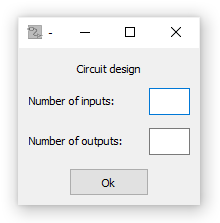 -
Circuit design
Number of inputs:
Number of outputs:
Ok